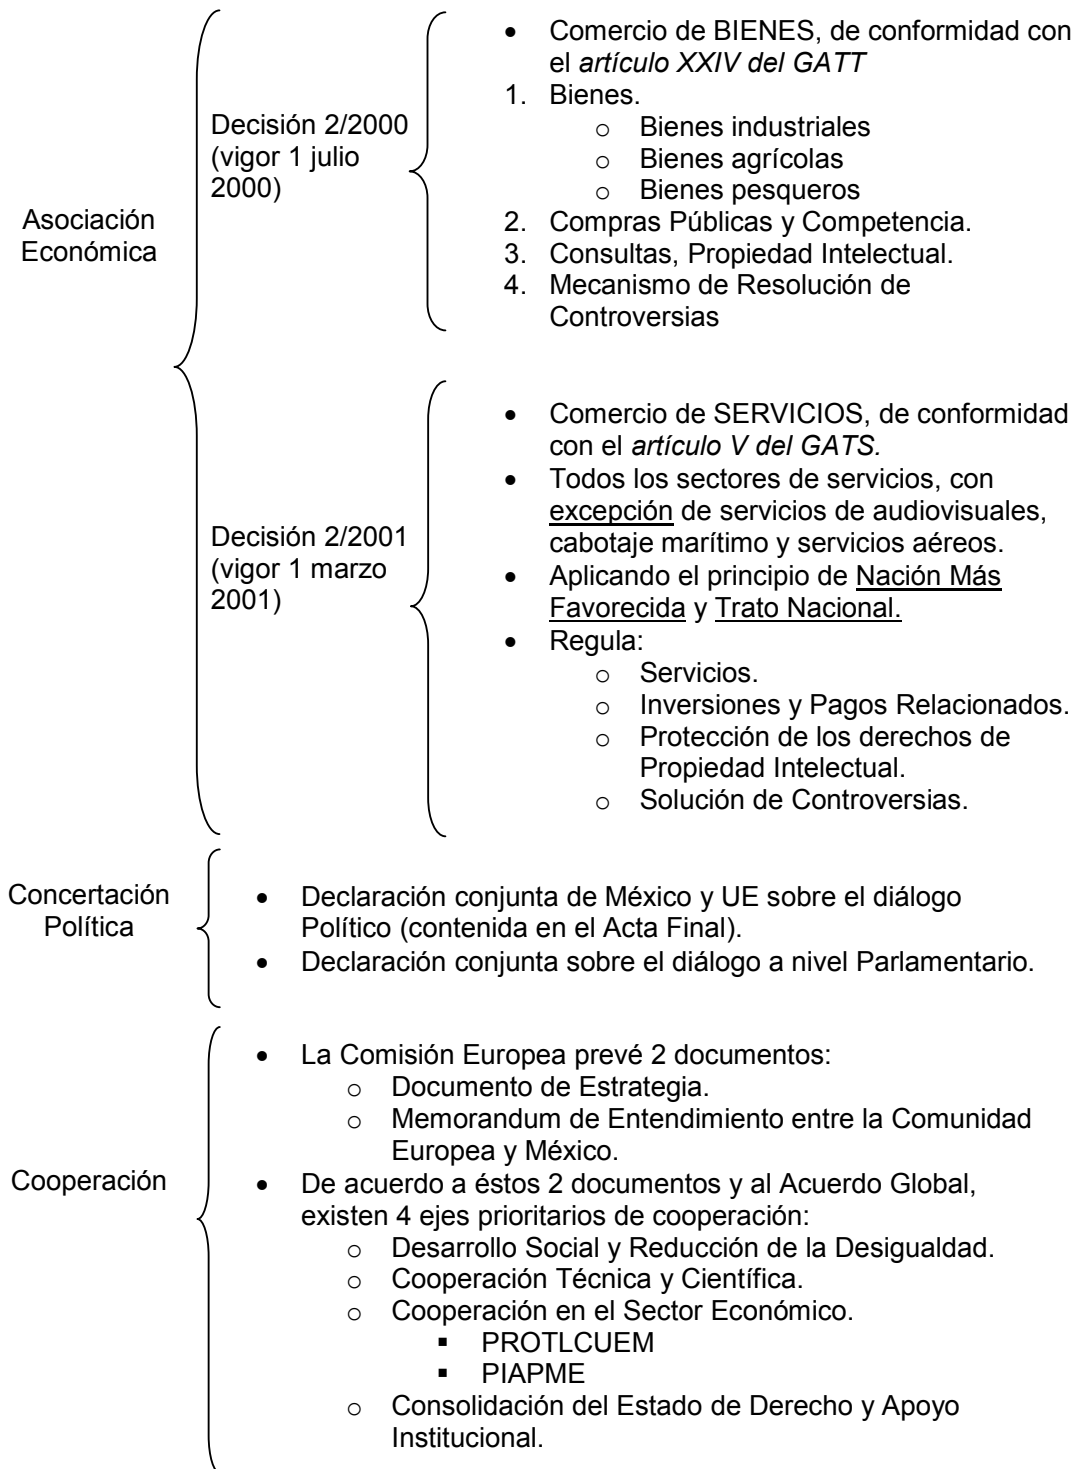 Asociación
Económica
Decisión 2/2000
(vigor 1 julio
2000)
• Comercio de BIENES, de conformidad con
el artículo XXIV del GATT
1. Bienes.
o Bienes industriales
o Bienes agrícolas
o Bienes pesqueros
2. Compras Públicas y Competencia.
3. Consultas, Propiedad Intelectual.
4. Mecanismo de Resolución de
Controversias
Decisión 2/2001
(vigor 1 marzo
2001)
• Comercio de SERVICIOS, de conformidad
con el artículo V del GATS.
• Todos los sectores de servicios, con
excepción de servicios de audiovisuales,
cabotaje marítimo y servicios aéreos.
• Aplicando el principio de Nación Más
Favorecida y Trato Nacional.
• Regula:
o Servicios.
o Inversiones y Pagos Relacionados.
o Protección de los derechos de
Propiedad Intelectual.
o Solución de Controversias.
Concertación
Política
• Declaración conjunta de México y UE sobre el diálogo
Político (contenida en el Acta Final).
• Declaración conjunta sobre el diálogo a nivel Parlamentario.
Cooperación
• La Comisión Europea prevé 2 documentos:
o Documento de Estrategia.
o Memorandum de Entendimiento entre la Comunidad
Europea y México.
• De acuerdo a éstos 2 documentos y al Acuerdo Global,
existen 4 ejes prioritarios de cooperación:
o Desarrollo Social y Reducción de la Desigualdad.
o Cooperación Técnica y Científica.
o Cooperación en el Sector Económico.
▪ PROTLCUEM
▪ PIAPME
o Consolidación del Estado de Derecho y Apoyo
Institucional.